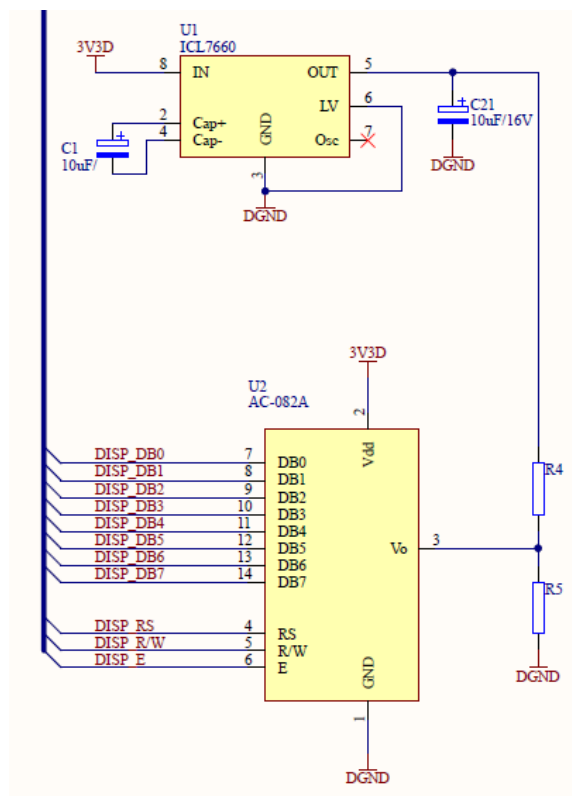 U1
ICL7660
3V3D
8 IN OUT 5
LV 6
2 Cap+
4 Cap-
GND
Osc 7
3
C1
10uF/
C21
10uF/16V
DGND
DGND
3V3D
U2
AC-082A
2
Vdd
DISP_DB0 7 DB0
DISP_DB1 8 DB1
DISP_DB2 9 DB2
DISP_DB3 10 DB3
DISP_DB4 11 DB4
DISP_DB5 12 DB5
DISP_DB6 13 DB6
DISP_DB7 14 DB7
Vo 3
R4
R5
DISP_RS 4 RS
DISP_R/W 5 R/W
DISP_E 6 E
GND
1
DGND
DGND